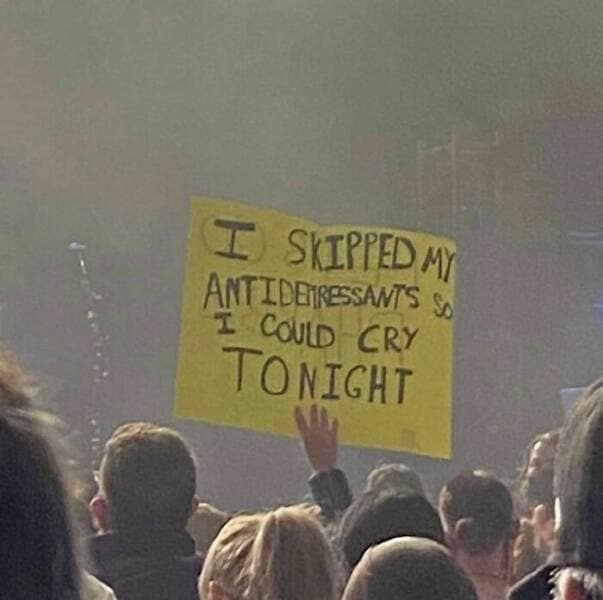 I SKIPPED MY
ANTIDEPRESSANTS SO
I COULD CRY
TONIGHT